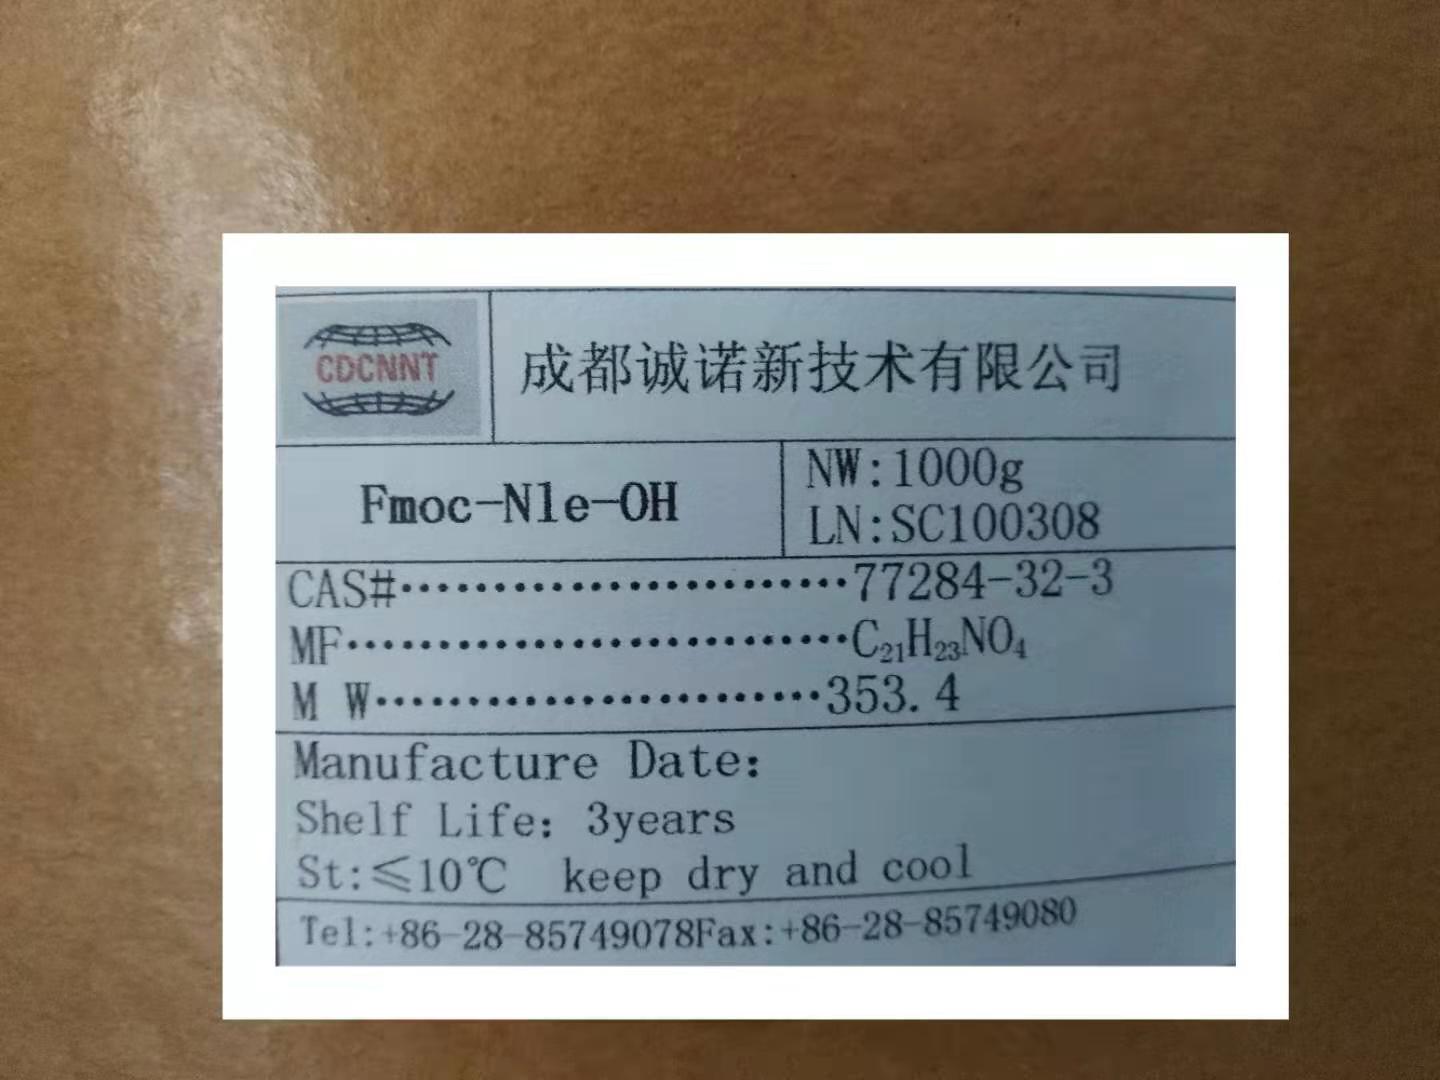 CDCNNT
成都诚诺新技术有限公司
Fmoc-Nle-OH
NW:1000g
LN:SC100308
CAS#························77284-32-3
MF···························C₂₁H₂₃NO₄
M W························353.4
Manufacture Date:
Shelf Life: 3years
St:≤10℃ keep dry and cool
Tel:+86-28-85749078Fax:+86-28-85749080